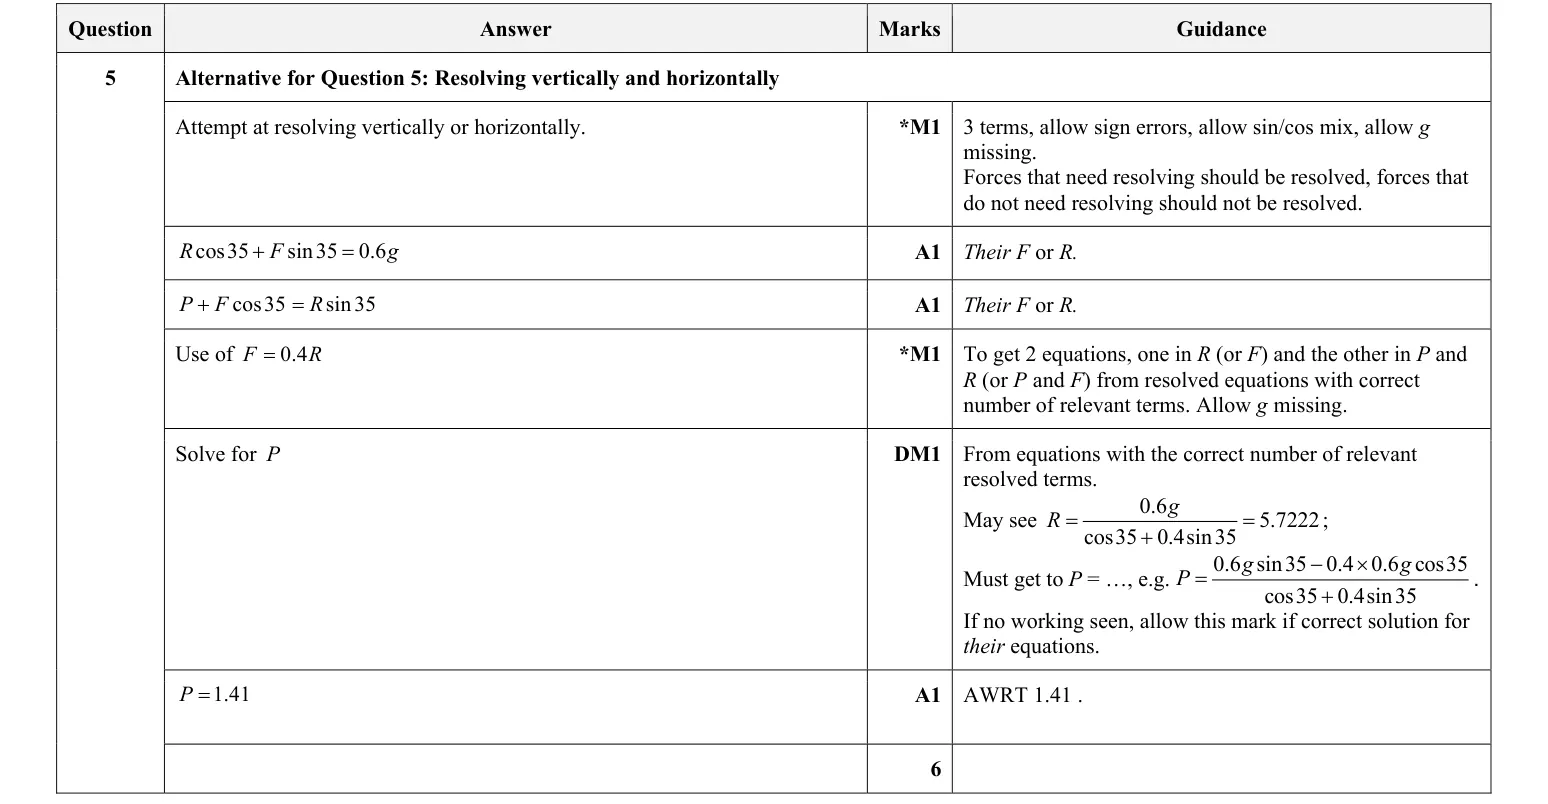 Question Answer Marks Guidance
5 Alternative for Question 5: Resolving vertically and horizontally
Attempt at resolving vertically or horizontally. *M1 3 terms, allow sign errors, allow sin/cos mix, allow g
missing.
Forces that need resolving should be resolved, forces that
do not need resolving should not be resolved.
R cos 35 + F sin 35 = 0.6g A1 Their F or R.
P + F cos 35 = R sin 35 A1 Their F or R.
Use of F = 0.4R *M1 To get 2 equations, one in R (or F) and the other in P and
R (or P and F) from resolved equations with correct
number of relevant terms. Allow g missing.
Solve for P DM1 From equations with the correct number of relevant
resolved terms.
May see R = 0.6g / (cos 35 + 0.4 sin 35) = 5.7222 ;
Must get to P = …, e.g. P = (0.6g sin 35 − 0.4 × 0.6g cos 35) / (cos 35 + 0.4 sin 35) .
If no working seen, allow this mark if correct solution for
their equations.
P = 1.41 A1 AWRT 1.41 .
6